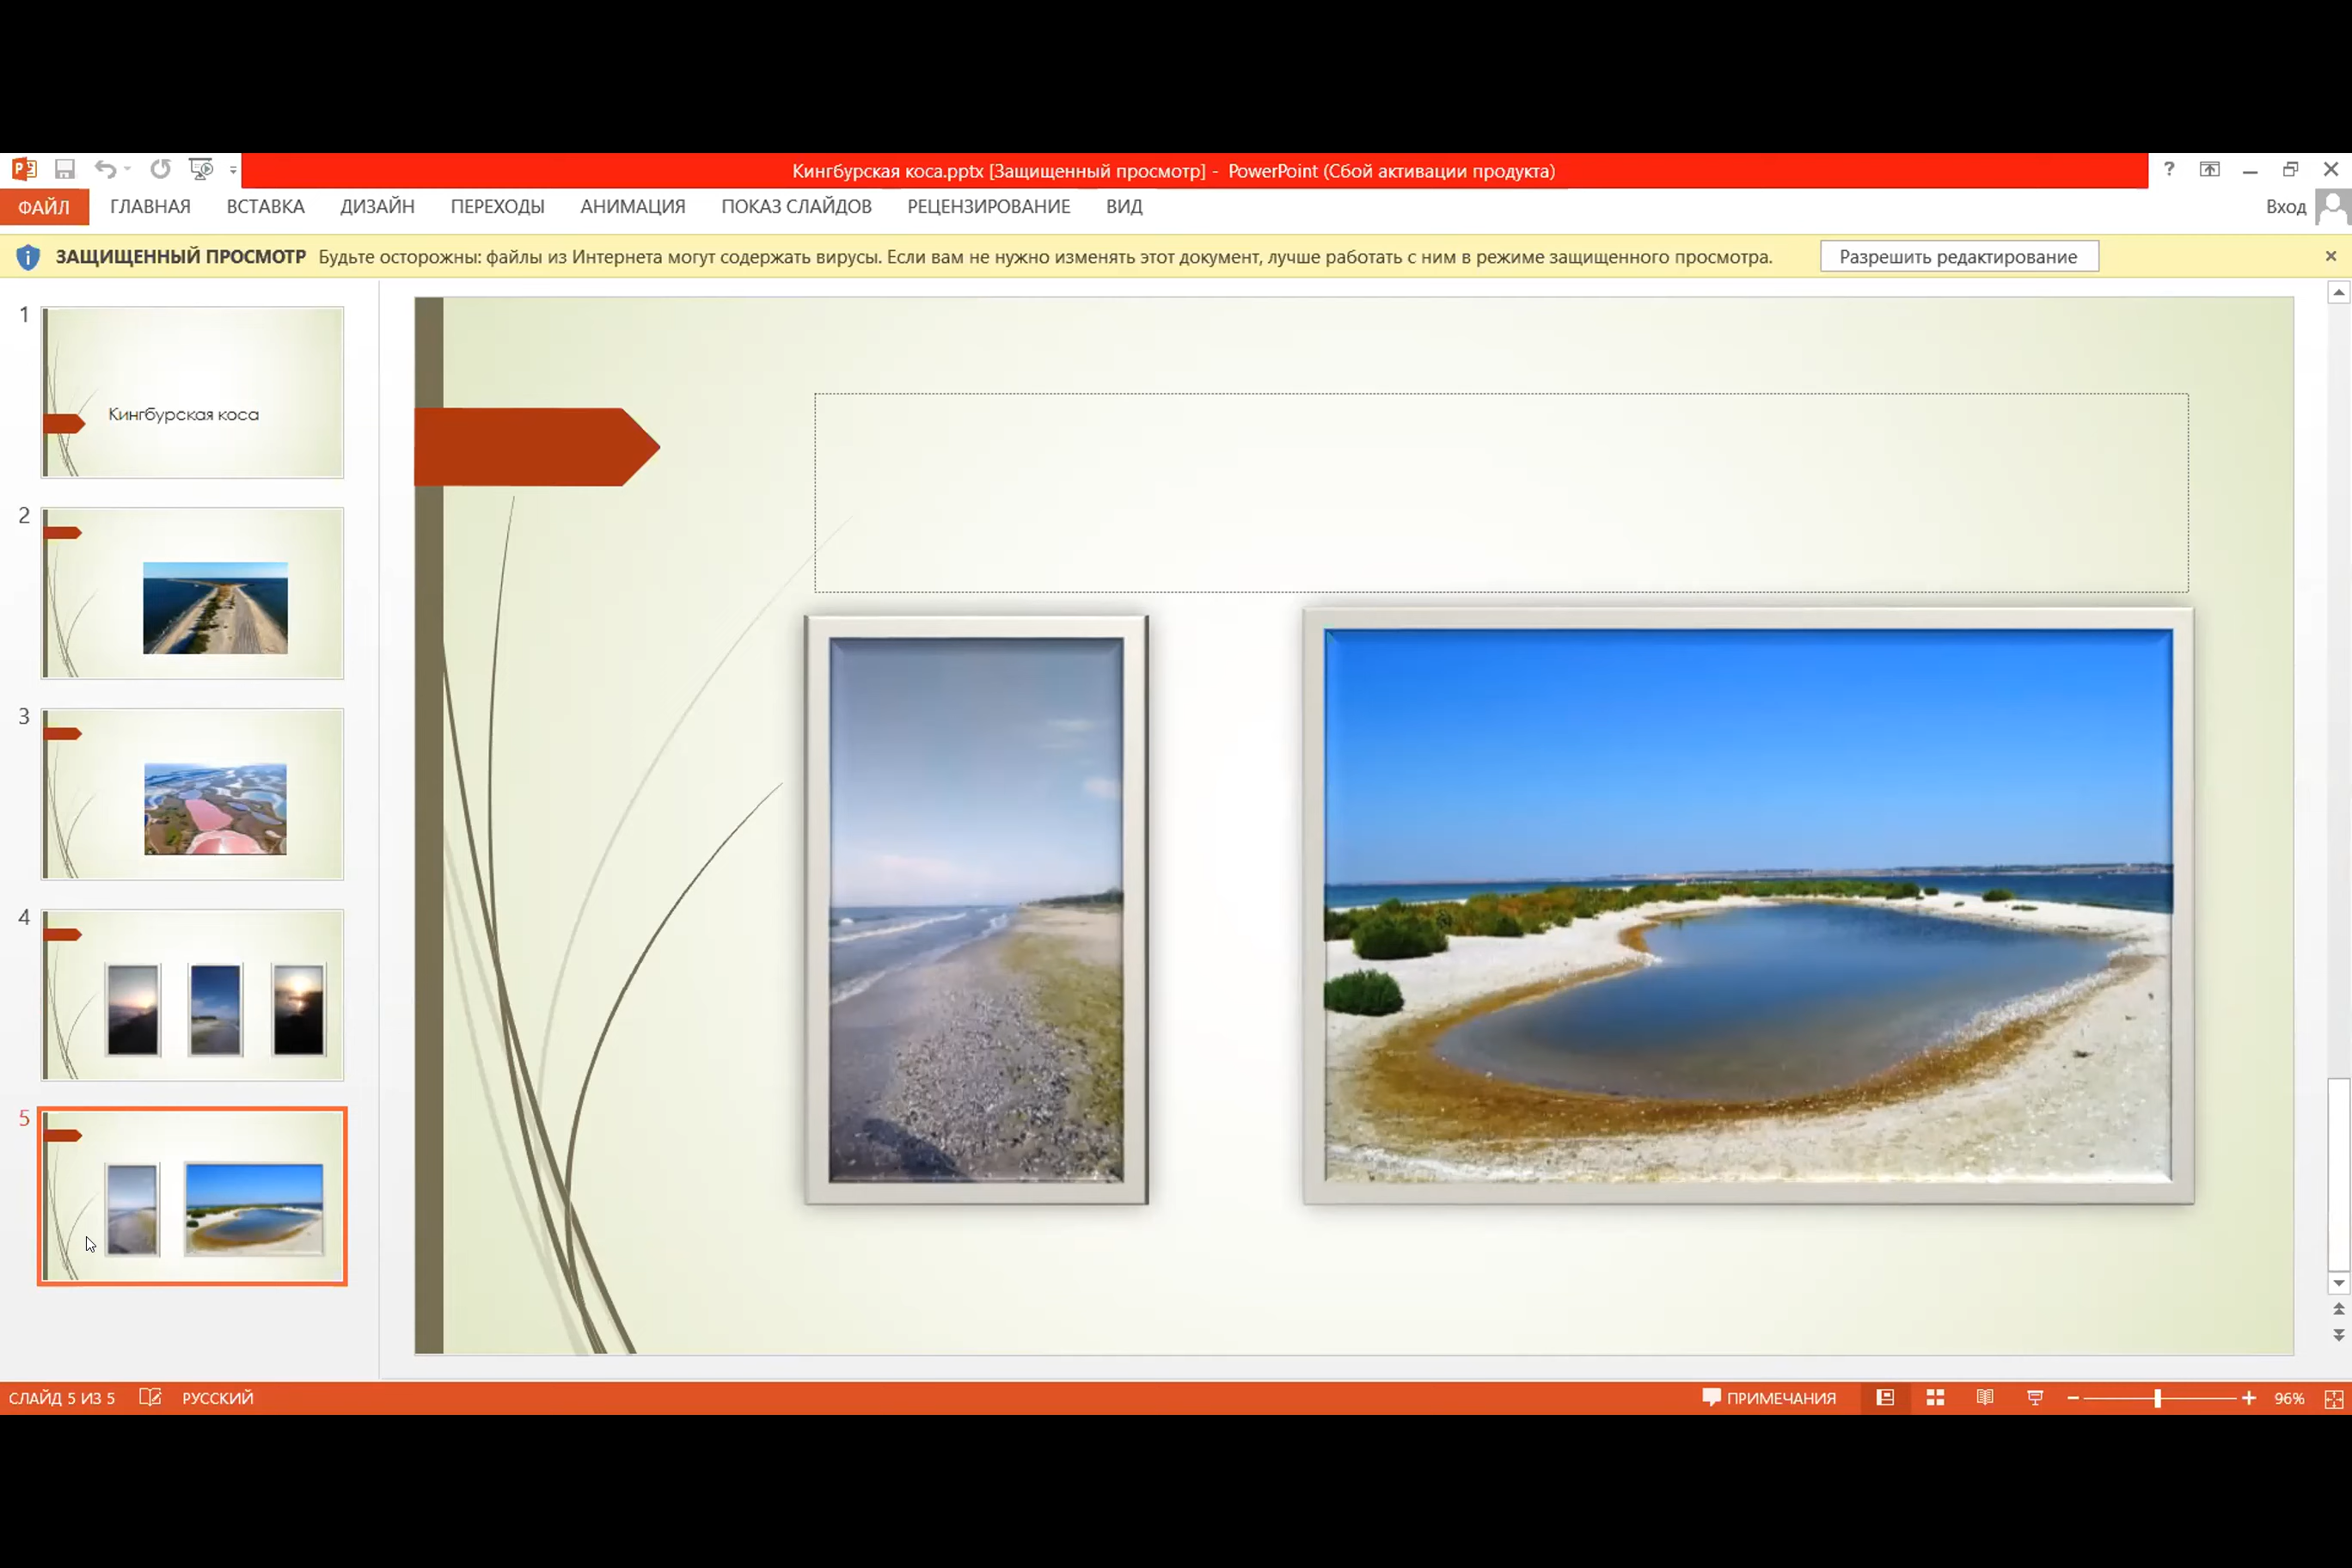 Кингбурская коса.pptx [Защищенный просмотр] - PowerPoint (Сбой активации продукта)
?
ФАЙЛ ГЛАВНАЯ ВСТАВКА ДИЗАЙН ПЕРЕХОДЫ АНИМАЦИЯ ПОКАЗ СЛАЙДОВ РЕЦЕНЗИРОВАНИЕ ВИД Вход
ЗАЩИЩЕННЫЙ ПРОСМОТР Будьте осторожны: файлы из Интернета могут содержать вирусы. Если вам не нужно изменять этот документ, лучше работать с ним в режиме защищенного просмотра. Разрешить редактирование
1
Кингбурская коса
2
3
4
5
СЛАЙД 5 ИЗ 5 РУССКИЙ ПРИМЕЧАНИЯ 96%